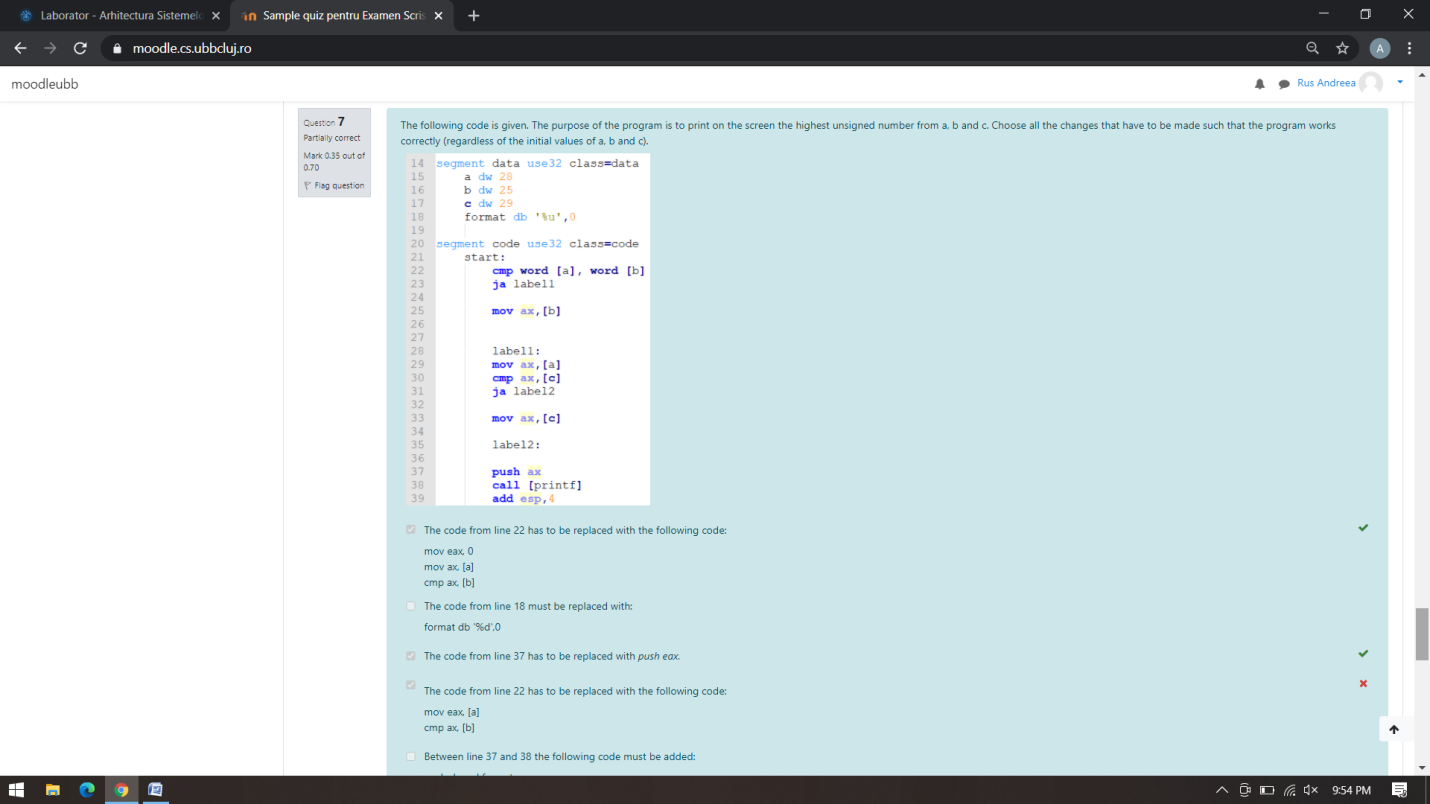 Laborator - Arhitectura Sistemelo
Sample quiz pentru Examen Scris
moodle.cs.ubbcluj.ro
A
moodleubb
Rus Andreea
Question 7
Partially correct
Mark 0.35 out of
0.70
Flag question
The following code is given. The purpose of the program is to print on the screen the highest unsigned number from a, b and c. Choose all the changes that have to be made such that the program works
correctly (regardless of the initial values of a, b and c).
14 segment data use32 class=data
15 a dw 28
16 b dw 25
17 c dw 29
18 format db '%u',0
19
20 segment code use32 class=code
21 start:
22 cmp word [a], word [b]
23 ja label1
24
25 mov ax,[b]
26
27
28 label1:
29 mov ax,[a]
30 cmp ax,[c]
31 ja label2
32
33 mov ax,[c]
34
35 label2:
36
37 push ax
38 call [printf]
39 add esp,4
The code from line 22 has to be replaced with the following code:
mov eax, 0
mov ax, [a]
cmp ax, [b]
The code from line 18 must be replaced with:
format db '%d',0
The code from line 37 has to be replaced with push eax.
The code from line 22 has to be replaced with the following code:
mov eax, [a]
cmp ax, [b]
Between line 37 and 38 the following code must be added:
9:54 PM